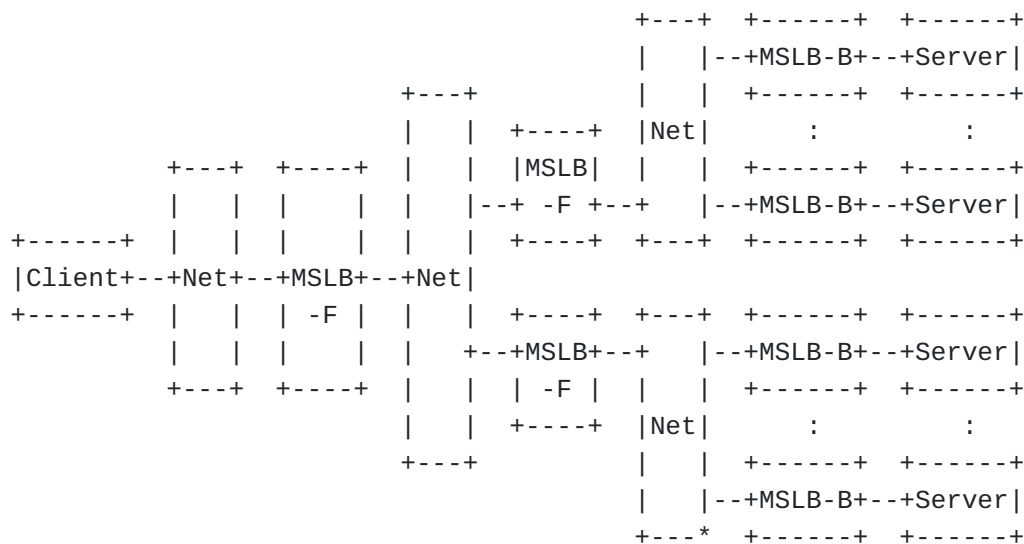 +---+  +------+  +------+
                                        |   |--+MSLB-B+--+Server|
                         +---+          |   |  +------+  +------+
                         |   |  +----+  |Net|      :         :
          +---+  +----+  |   |  |MSLB|  |   |  +------+  +------+
          |   |  |    |  |   |--+ -F +--+   |--+MSLB-B+--+Server|
+------+  |   |  |    |  |   |  +----+  +---+  +------+  +------+
|Client+--+Net+--+MSLB+--+Net|
+------+  |   |  | -F |  |   |  +----+  +---+  +------+  +------+
          |   |  |    |  |   +--+MSLB+--+   |--+MSLB-B+--+Server|
          +---+  +----+  |   |  | -F |  |   |  +------+  +------+
                         |   |  +----+  |Net|      :         :
                         +---+          |   |  +------+  +------+
                                        |   |--+MSLB-B+--+Server|
                                        +---*  +------+  +------+